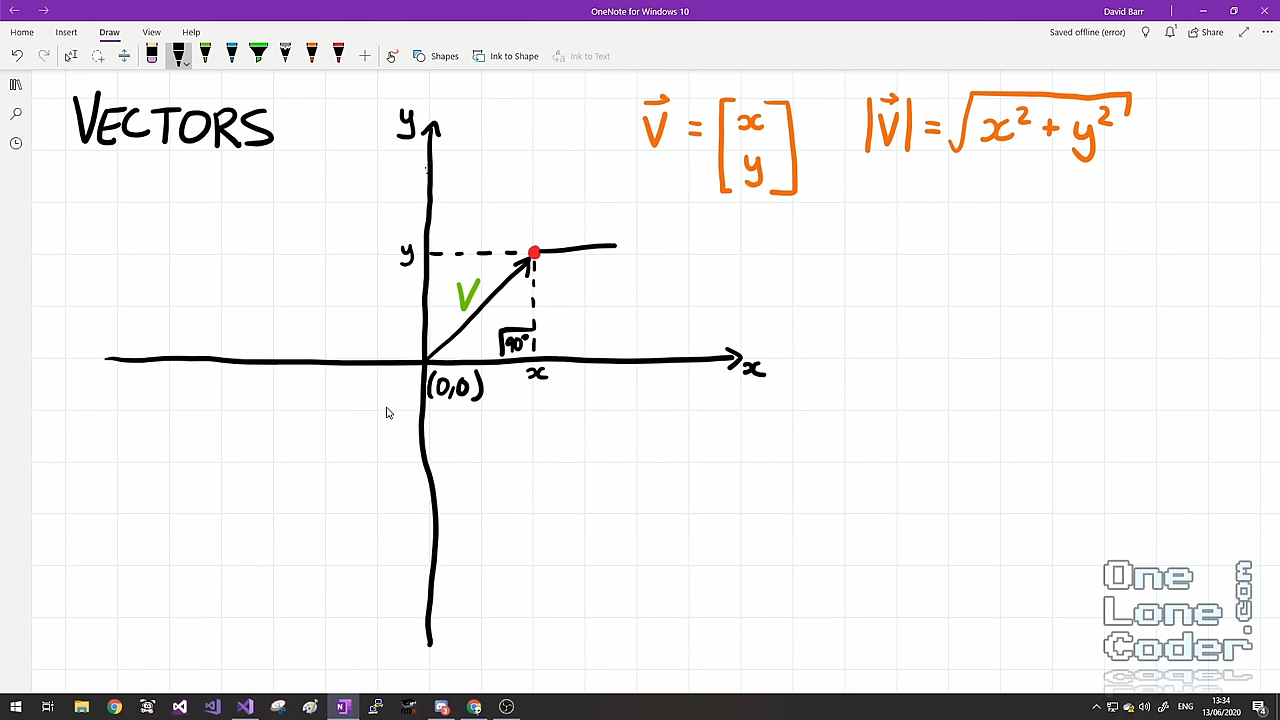 OneNote for Windows 10
David Barr
Home Insert Draw View Help
Saved offline (error)
Share
Shapes
Ink to Shape
Ink to Text
VECTORS
y
V = [x y]
|V| = √x² + y²
y
V
90°
x
x
(0,0)
One
Lone
Coder
.com
ENG
13:34
13/06/2020